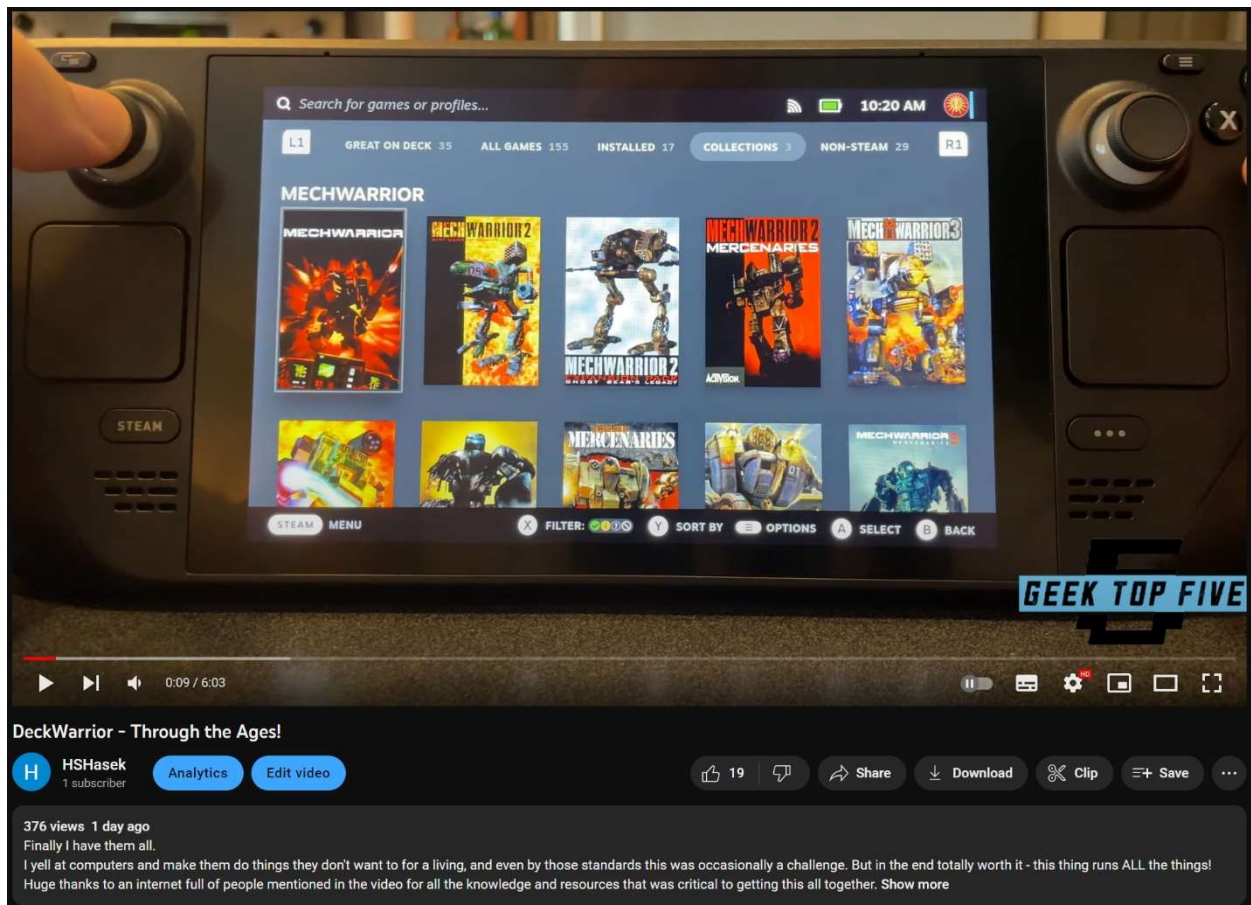 Search for games or profiles...
10:20 AM
L1
GREAT ON DECK 35
ALL GAMES 155
INSTALLED 17
COLLECTIONS 3
NON-STEAM 29
R1
X
MECHWARRIOR
MECHWARRIOR
MECHWARRIOR 2
MECHWARRIOR 2
EXPANSION PACK
GHOST BEAR'S LEGACY
MECHWARRIOR 2
MERCENARIES
ACTIVISION
MECHWARRIOR 3
MERCENARIES
MECHWARRIOR 5
MERCENARIES
STEAM
STEAM MENU
X FILTER:
Y SORT BY
OPTIONS
A SELECT
B BACK
GEEK TOP FIVE
0:09 / 6:03
HD
DeckWarrior - Through the Ages!
H
HSHasek
1 subscriber
Analytics
Edit video
19
Share
Download
Clip
Save
376 views 1 day ago
Finally I have them all.
I yell at computers and make them do things they don't want to for a living, and even by those standards this was occasionally a challenge. But in the end totally worth it - this thing runs ALL the things!
Huge thanks to an internet full of people mentioned in the video for all the knowledge and resources that was critical to getting this all together. Show more